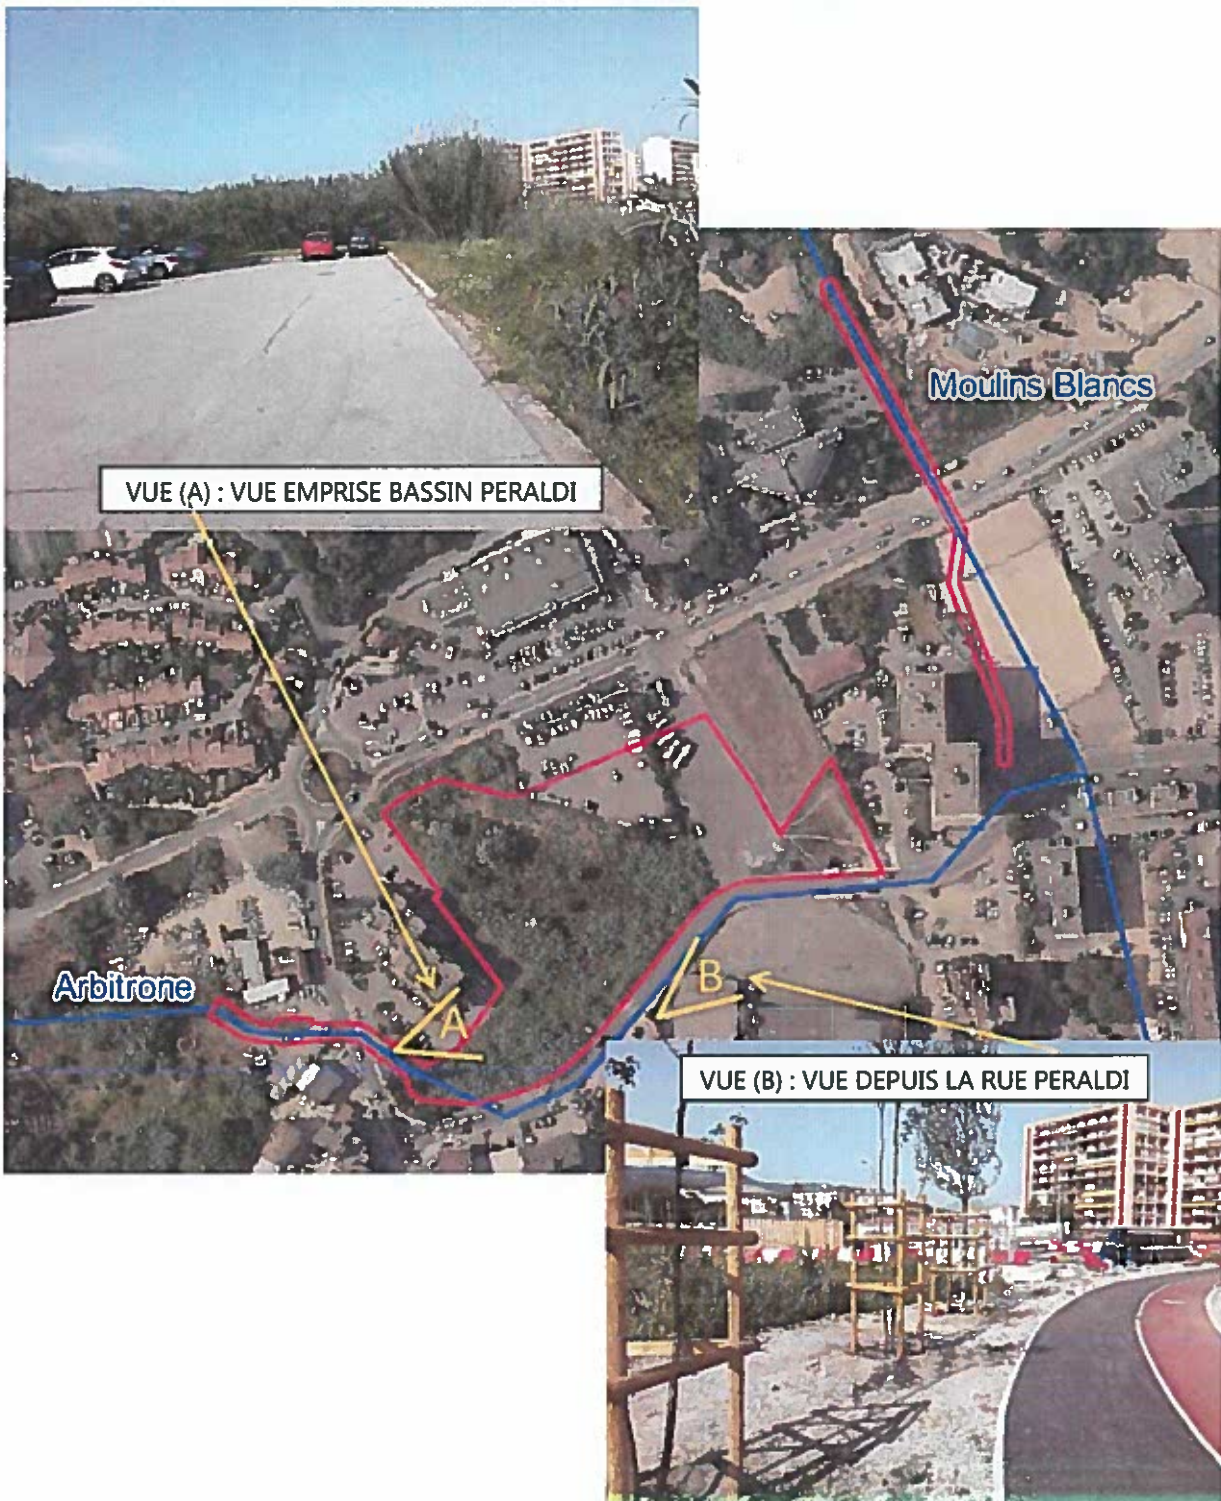 VUE (A) : VUE EMPRISE BASSIN PERALDI
Moulins Blancs
Arbitrone
A
B
VUE (B) : VUE DEPUIS LA RUE PERALDI